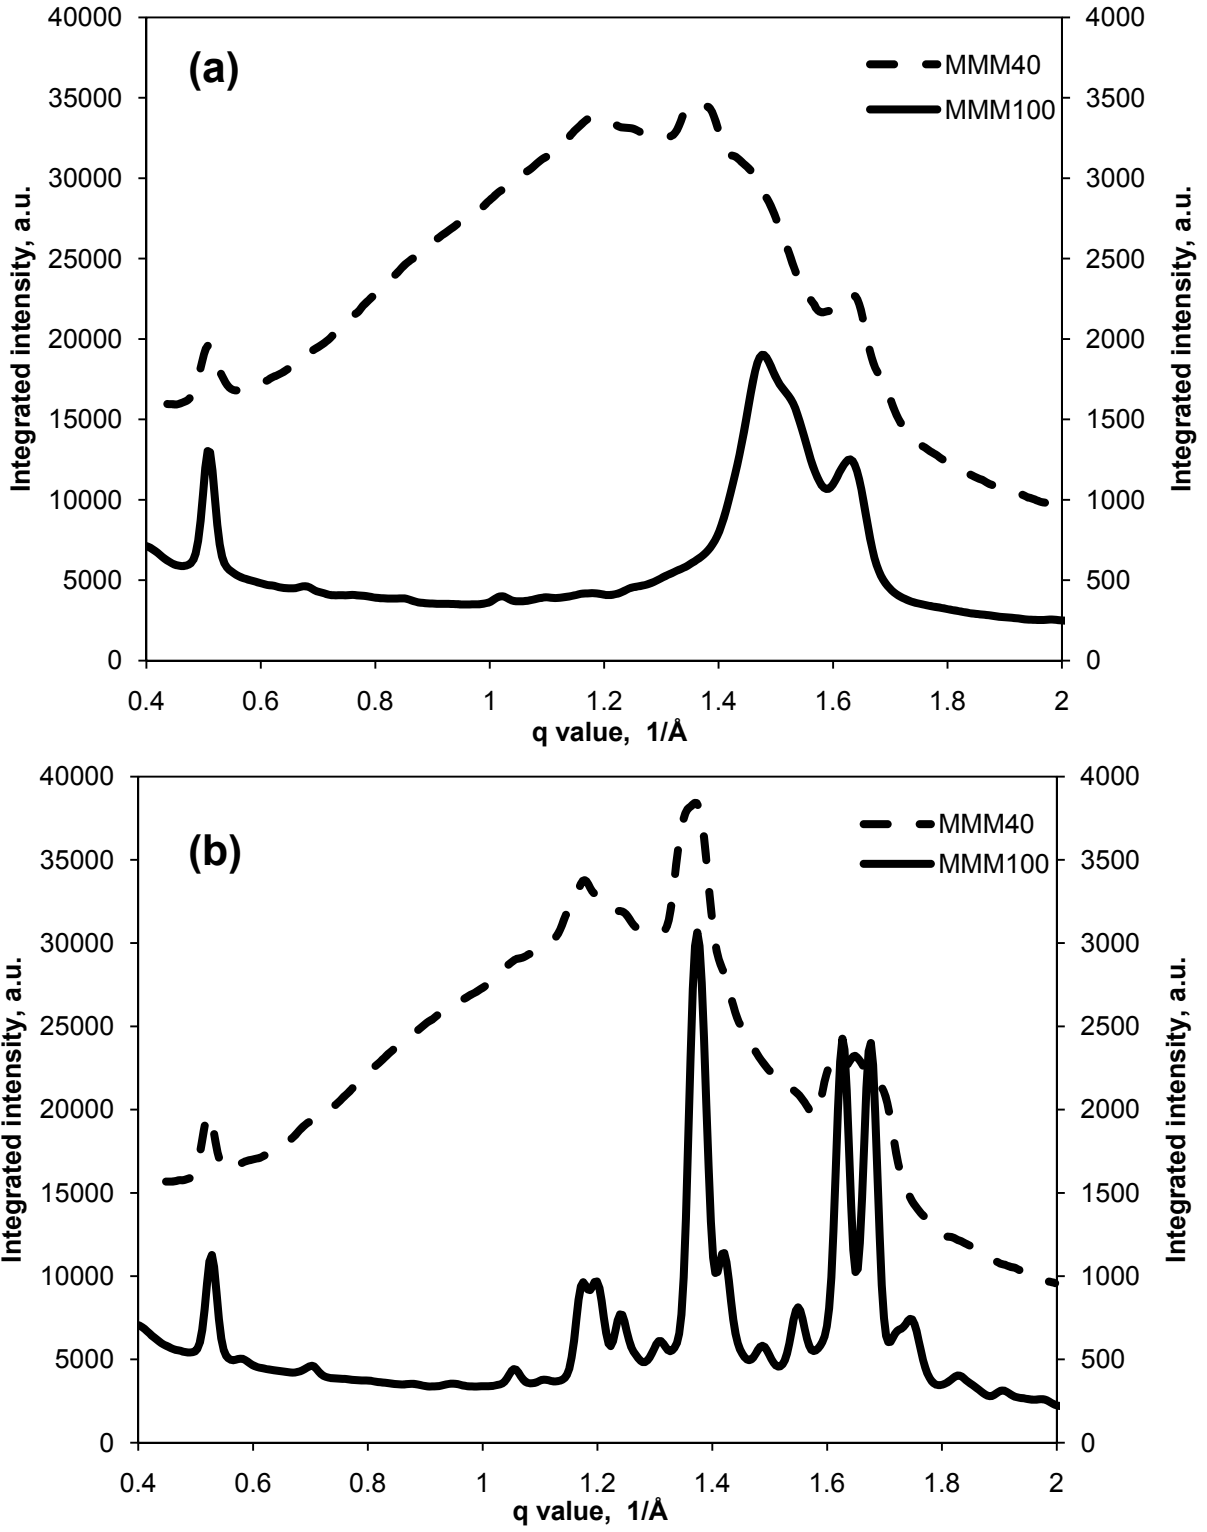 (a)
MMM40
MMM100
40000
35000
30000
25000
20000
15000
10000
5000
0
Integrated intensity, a.u.
4000
3500
3000
2500
2000
1500
1000
500
0
Integrated intensity, a.u.
0.4 0.6 0.8 1 1.2 1.4 1.6 1.8 2
q value, 1/Å
(b)
MMM40
MMM100
40000
35000
30000
25000
20000
15000
10000
5000
0
Integrated intensity, a.u.
4000
3500
3000
2500
2000
1500
1000
500
0
Integrated intensity, a.u.
0.4 0.6 0.8 1 1.2 1.4 1.6 1.8 2
q value, 1/Å